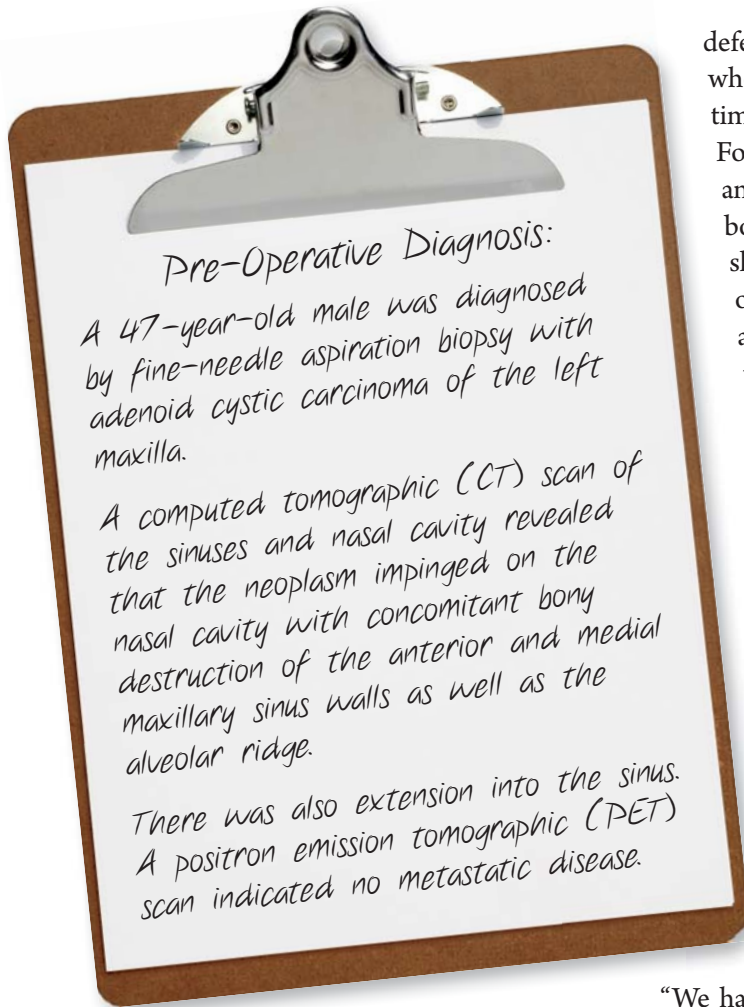 Pre-Operative Diagnosis:
A 47-year-old male was diagnosed
by fine-needle aspiration biopsy with
adenoid cystic carcinoma of the left
maxilla.
A computed tomographic (CT) scan of
the sinuses and nasal cavity revealed
that the neoplasm impinged on the
nasal cavity with concomitant bony
destruction of the anterior and medial
maxillary sinus walls as well as the
alveolar ridge.
There was also extension into the sinus.
A positron emission tomographic (PET)
scan indicated no metastatic disease.
“We